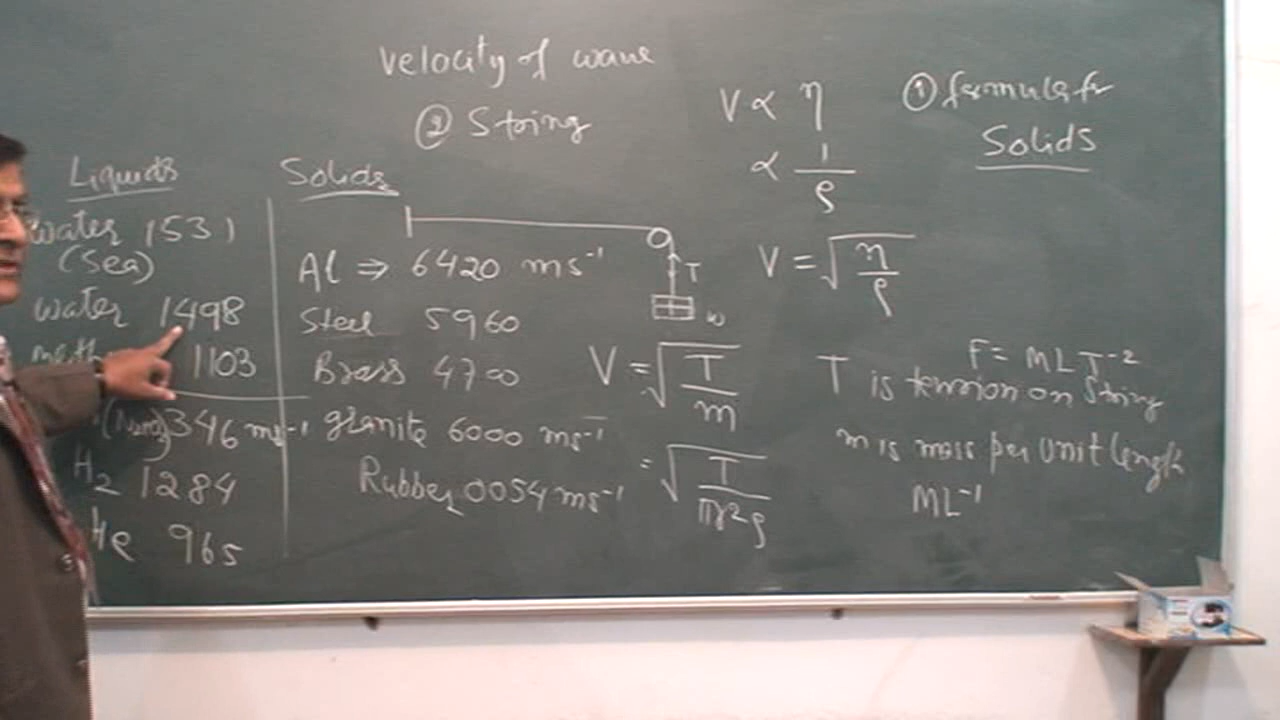 Velocity of wave
② String
V ∝ η
∝ 1/ρ
V = √(η/ρ)
① formula fr
Solids
Liquids
water 1531
(Sea)
water 1498
meth 1103
346 ms⁻¹
H₂ 1284
He 965
Solids
Al ⇒ 6420 ms⁻¹
Steel 5960
Brass 4700
granite 6000 ms⁻
Rubber 0054 ms⁻¹
T
w
V = √(T/m)
= √(T/πr²ρ)
F = MLT⁻²
T is tension on String
m is mass per unit length
ML⁻¹